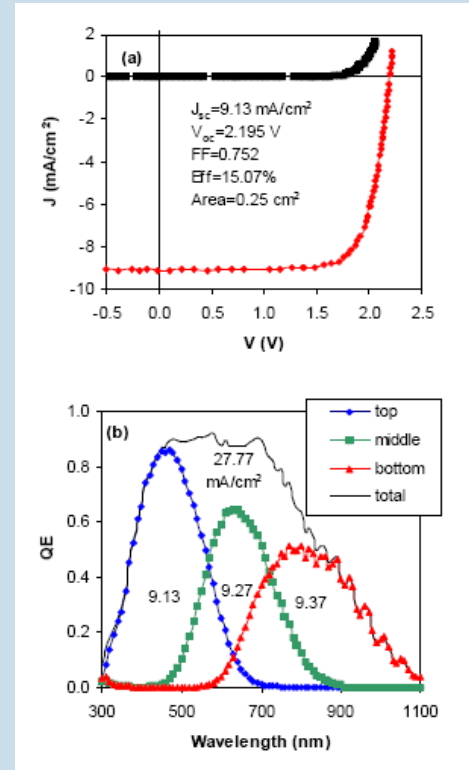 2
0
-2
-4
-6
-8
-10
J (mA/cm²)
(a)
J_sc=9.13 mA/cm²
V_oc=2.195 V
FF=0.752
Eff=15.07%
Area=0.25 cm²
-0.5 0.0 0.5 1.0 1.5 2.0 2.5
V (V)
1.0
0.8
0.6
0.4
0.2
0.0
QE
(b)
27.77
mA/cm²
top
middle
bottom
total
9.13
9.27
9.37
300 500 700 900 1100
Wavelength (nm)